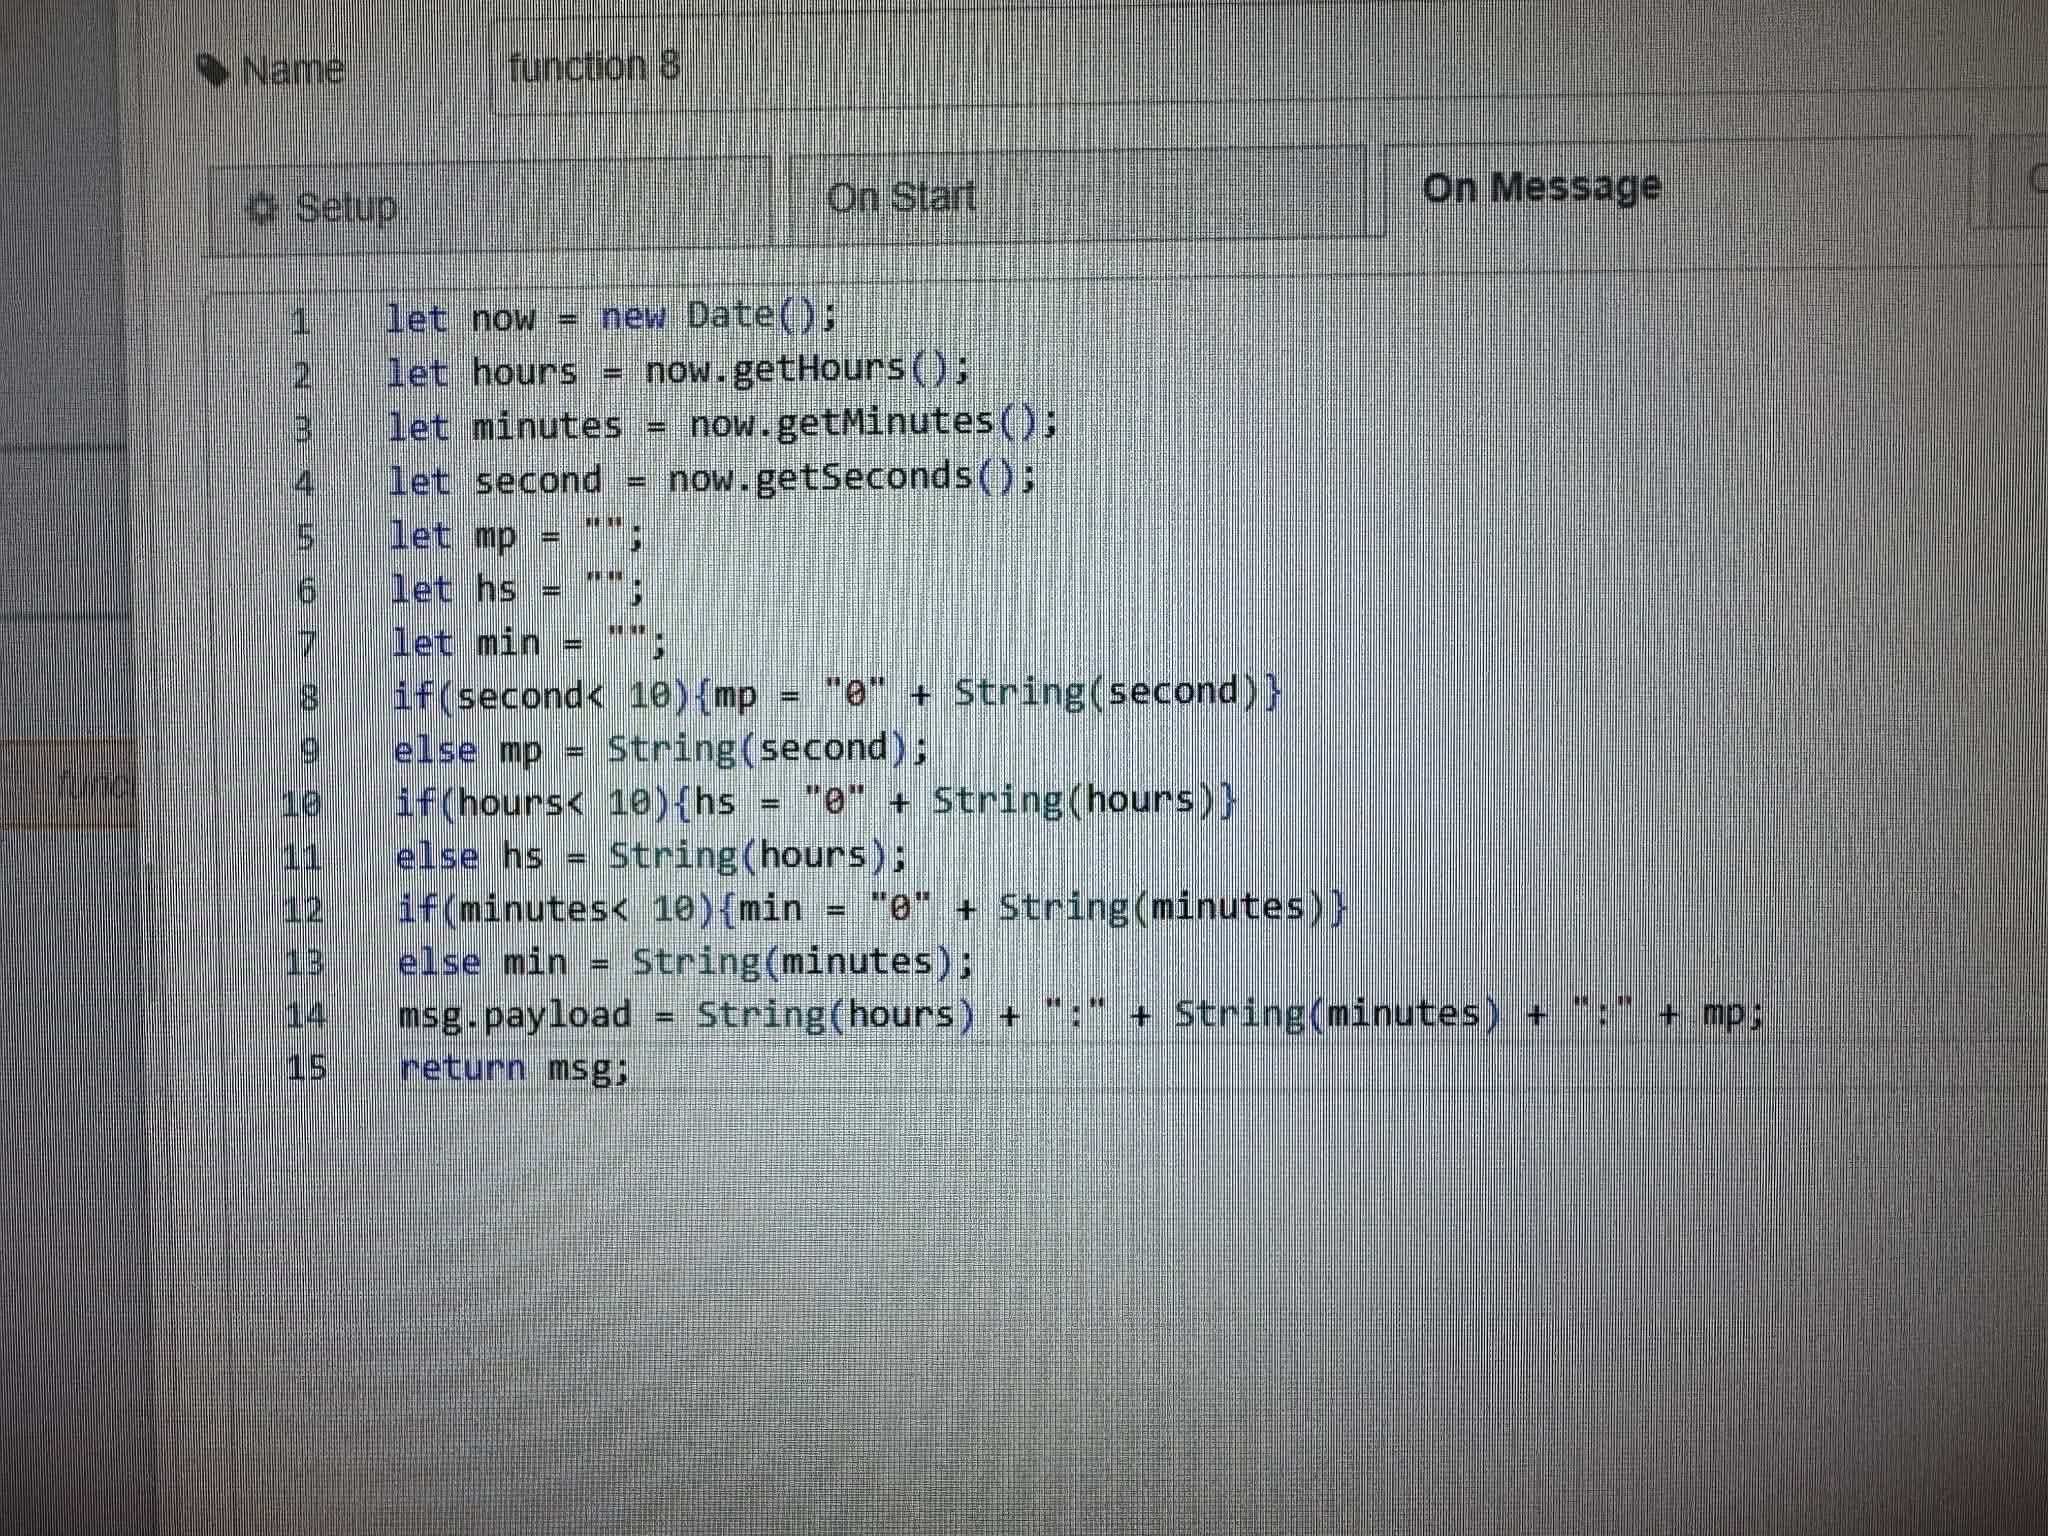 Name function 8
Setup On Start On Message
1 let now = new Date();
2 let hours = now.getHours();
3 let minutes = now.getMinutes();
4 let second = now.getSeconds();
5 let mp = "";
6 let hs = "";
7 let min = "";
8 if(second< 10){mp = "0" + String(second)}
9 else mp = String(second);
10 if(hours< 10){hs = "0" + String(hours)}
11 else hs = String(hours);
12 if(minutes< 10){min = "0" + String(minutes)}
13 else min = String(minutes);
14 msg.payload = String(hours) + ":" + String(minutes) + ":" + mp;
15 return msg;